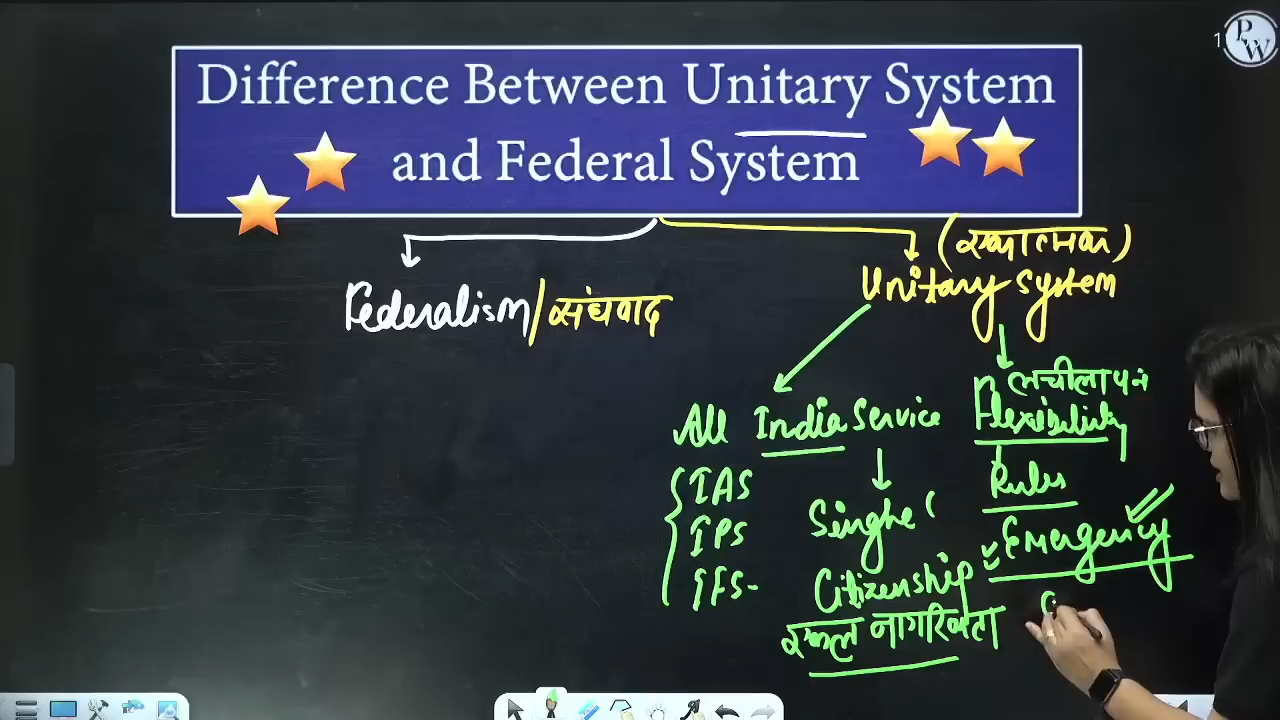 PW
Difference Between Unitary System
and Federal System
(एकात्मक)
Federalism/संघवाद
Unitary System
लचीलापन
All India Service
Flexibility
{IAS
IPS
IFS-
Rules
Single (
Emergency
Citizenship
एकल नागरिकता